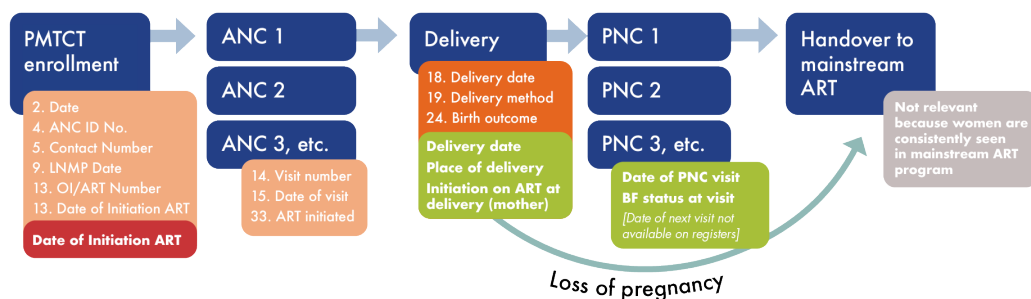 PMTCT
enrollment
2. Date
4. ANC ID No.
5. Contact Number
9. LNMP Date
13. OI/ART Number
13. Date of Initiation ART
Date of Initiation ART
ANC 1
ANC 2
ANC 3, etc.
14. Visit number
15. Date of visit
33. ART initiated
Delivery
18. Delivery date
19. Delivery method
24. Birth outcome
Delivery date
Place of delivery
Initiation on ART at
delivery (mother)
PNC 1
PNC 2
PNC 3, etc.
Date of PNC visit
BF status at visit
[Date of next visit not
available on registers]
Handover to
mainstream
ART
Not relevant
because women are
consistently seen
in mainstream ART
program
Loss of pregnancy